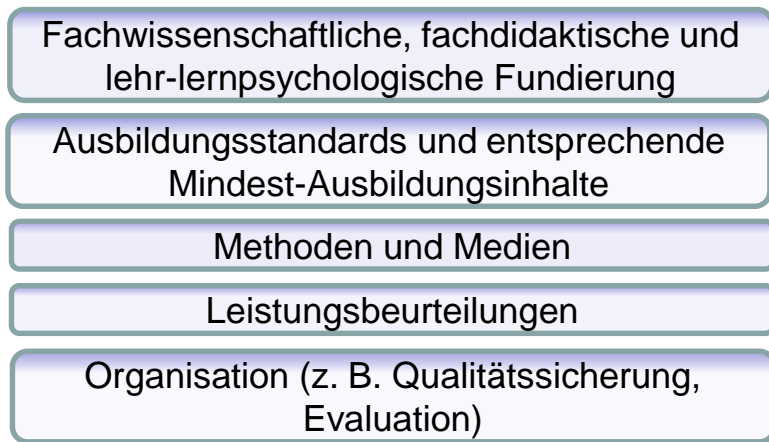 Fachwissenschaftliche, fachdidaktische und
lehr-lernpsychologische Fundierung
Ausbildungsstandards und entsprechende
Mindest-Ausbildungsinhalte
Methoden und Medien
Leistungsbeurteilungen
Organisation (z. B. Qualitätssicherung,
Evaluation)